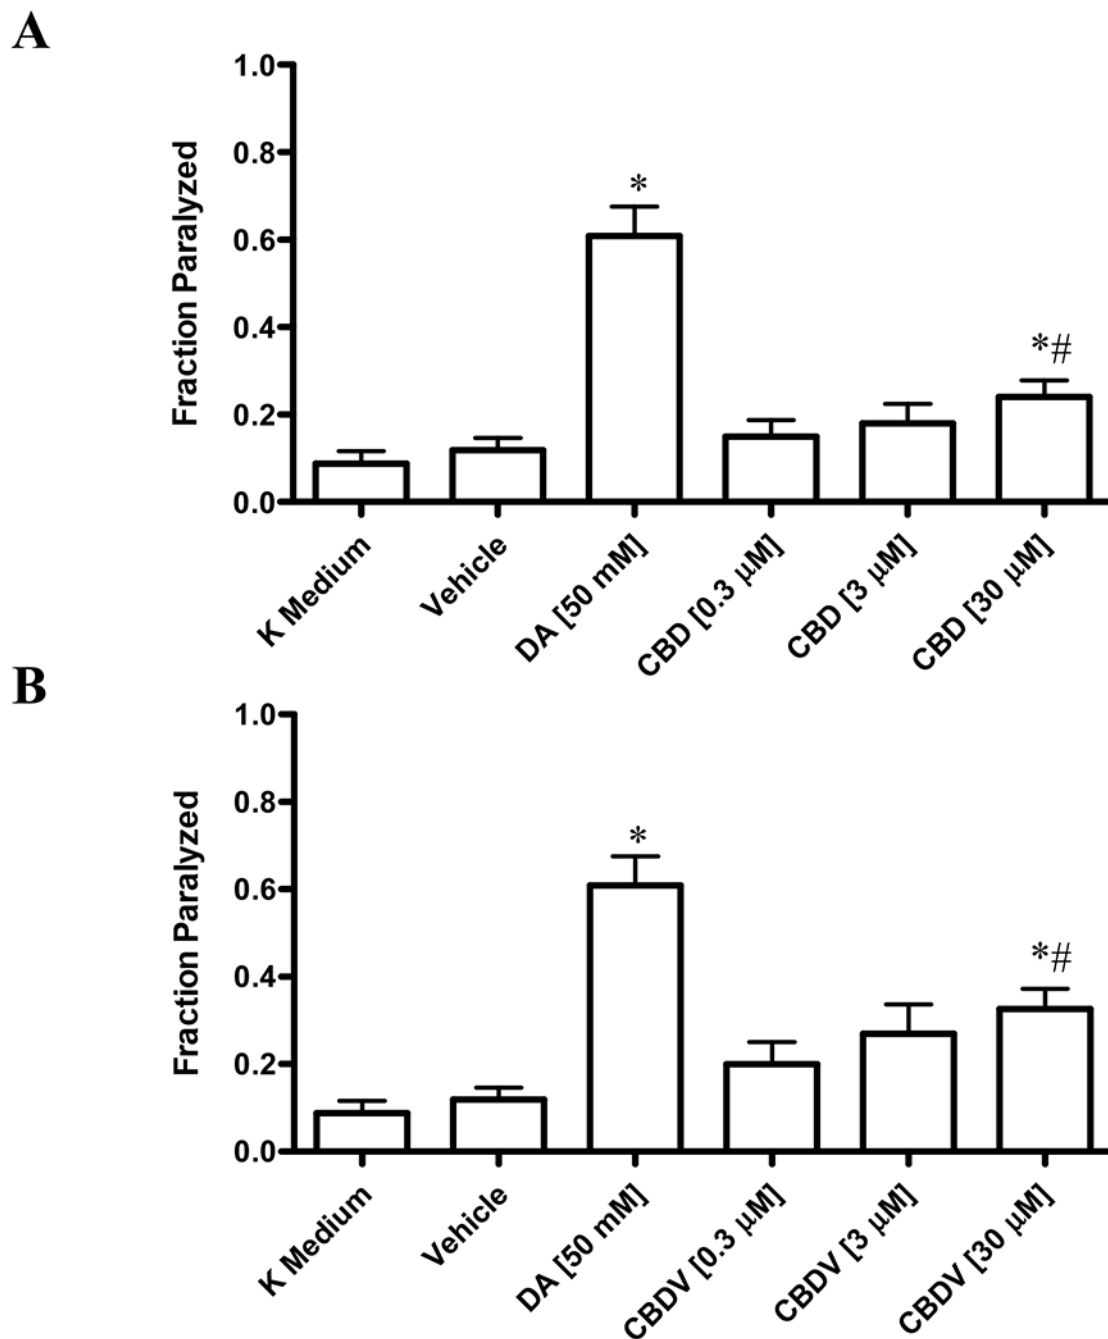 A
Fraction Paralyzed
1.0
0.8
0.6
0.4
0.2
0.0
*
*#
K Medium
Vehicle
DA [50 mM]
CBD [0.3 μM]
CBD [3 μM]
CBD [30 μM]
B
Fraction Paralyzed
1.0
0.8
0.6
0.4
0.2
0.0
*
*#
K Medium
Vehicle
DA [50 mM]
CBDV [0.3 μM]
CBDV [3 μM]
CBDV [30 μM]